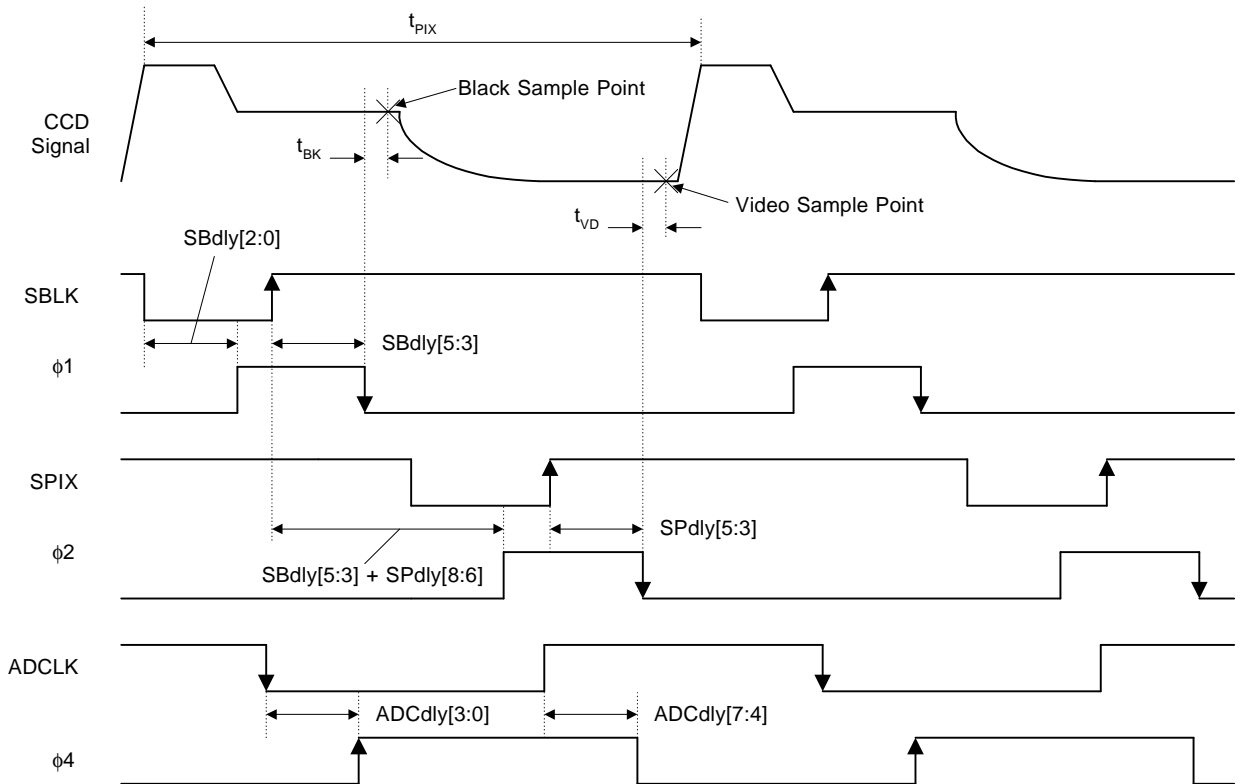 t_PIX
Black Sample Point
CCD
Signal
t_BK
Video Sample Point
t_VD
SBdly[2:0]
SBLK
SBdly[5:3]
ϕ1
SPIX
SPdly[5:3]
ϕ2
SBdly[5:3] + SPdly[8:6]
ADCLK
ADCdly[3:0]
ADCdly[7:4]
ϕ4